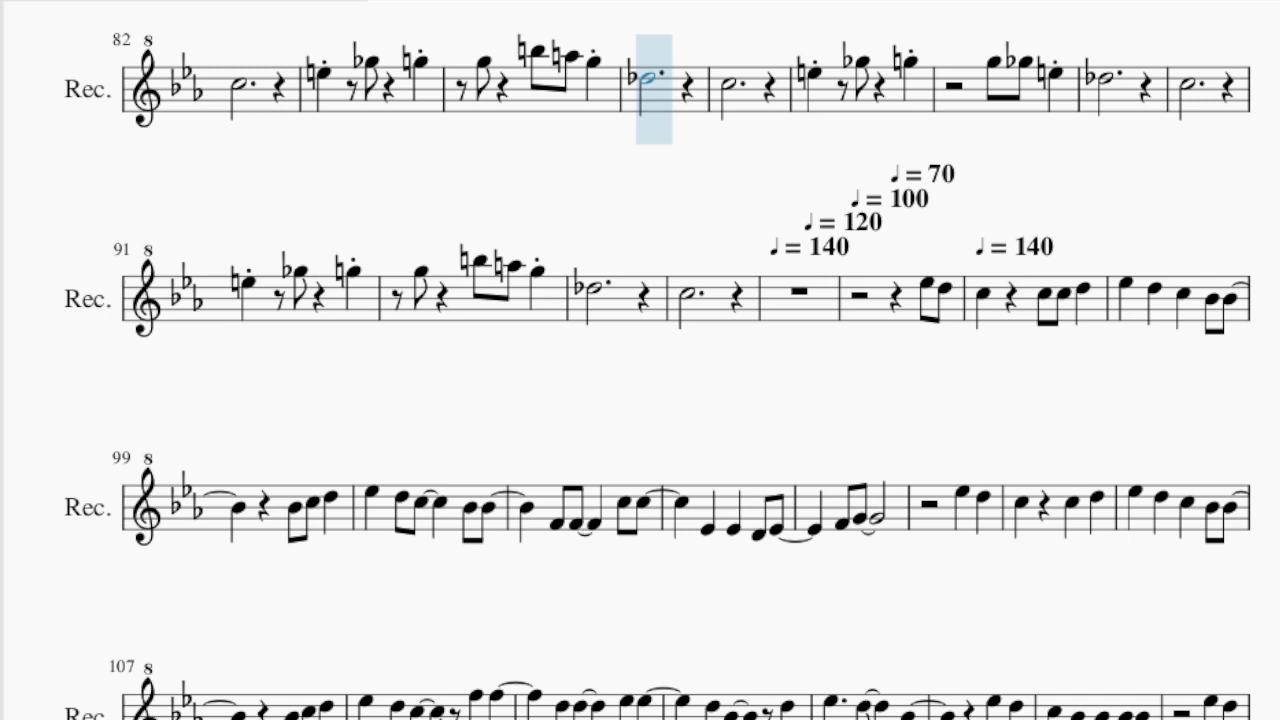 82 8
Rec.
♩ = 70
♩ = 100
♩ = 120
91 8 ♩ = 140 ♩ = 140
Rec.
99 8
Rec.
107 8
Rec.